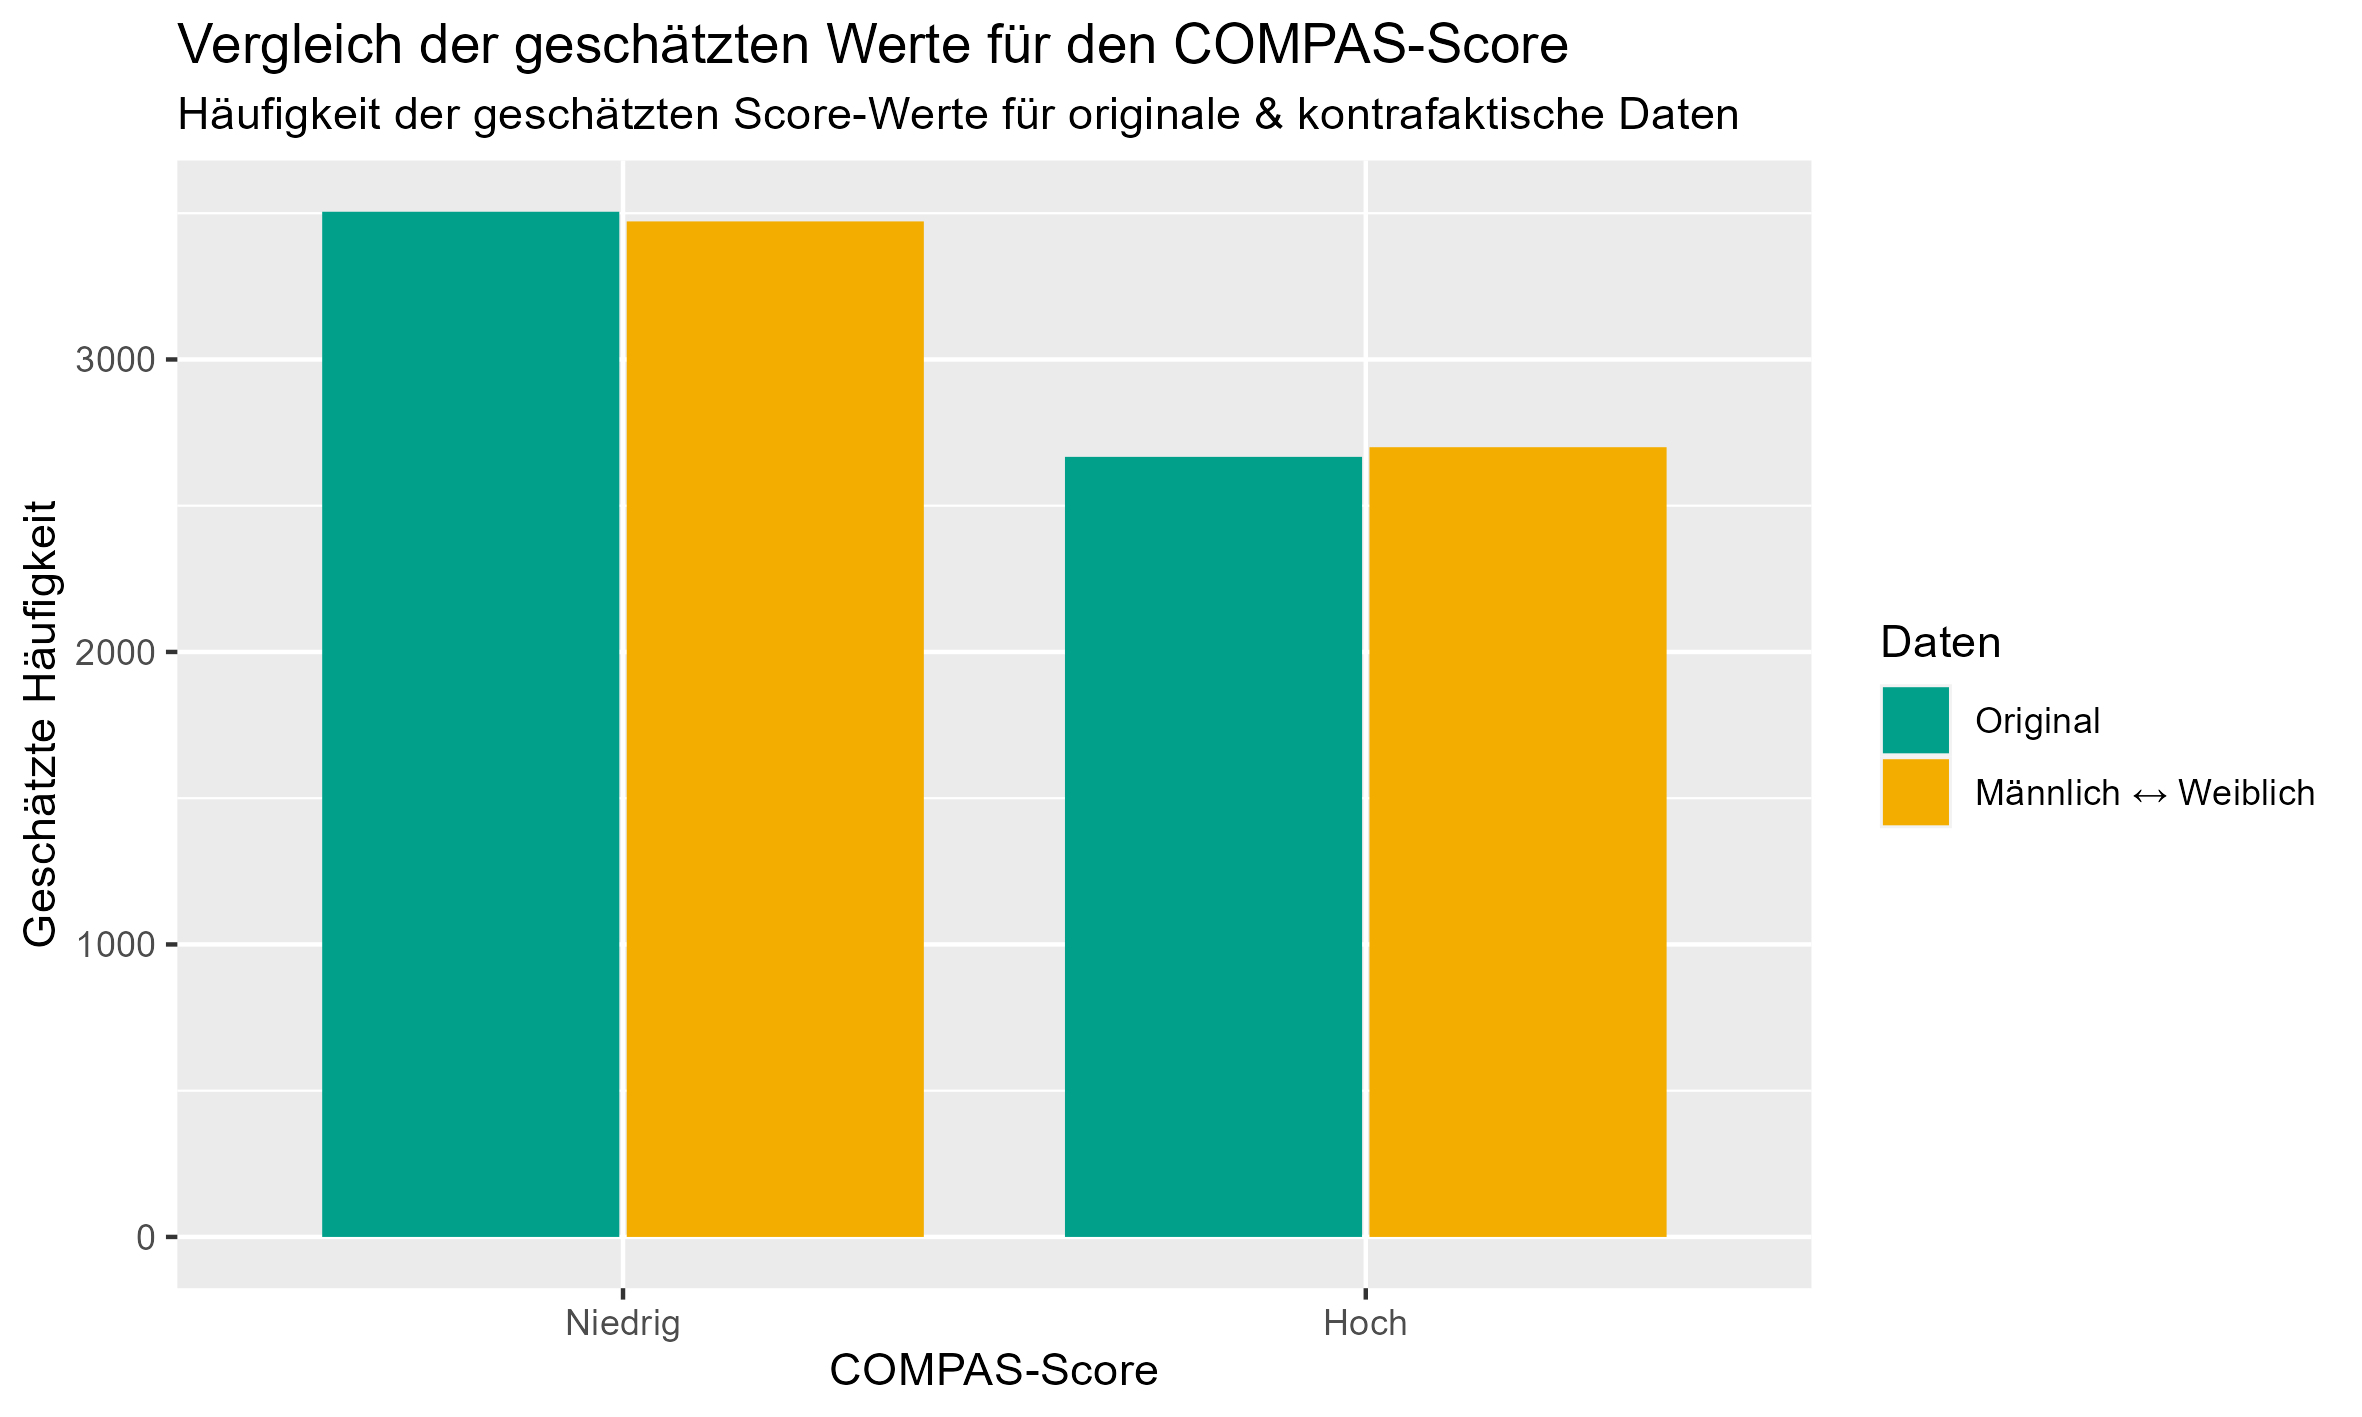 Vergleich der geschätzten Werte für den COMPAS-Score
Häufigkeit der geschätzten Score-Werte für originale & kontrafaktische Daten
Geschätzte Häufigkeit
3000
2000
1000
0
Niedrig
Hoch
COMPAS-Score
Daten
Original
Männlich ↔ Weiblich